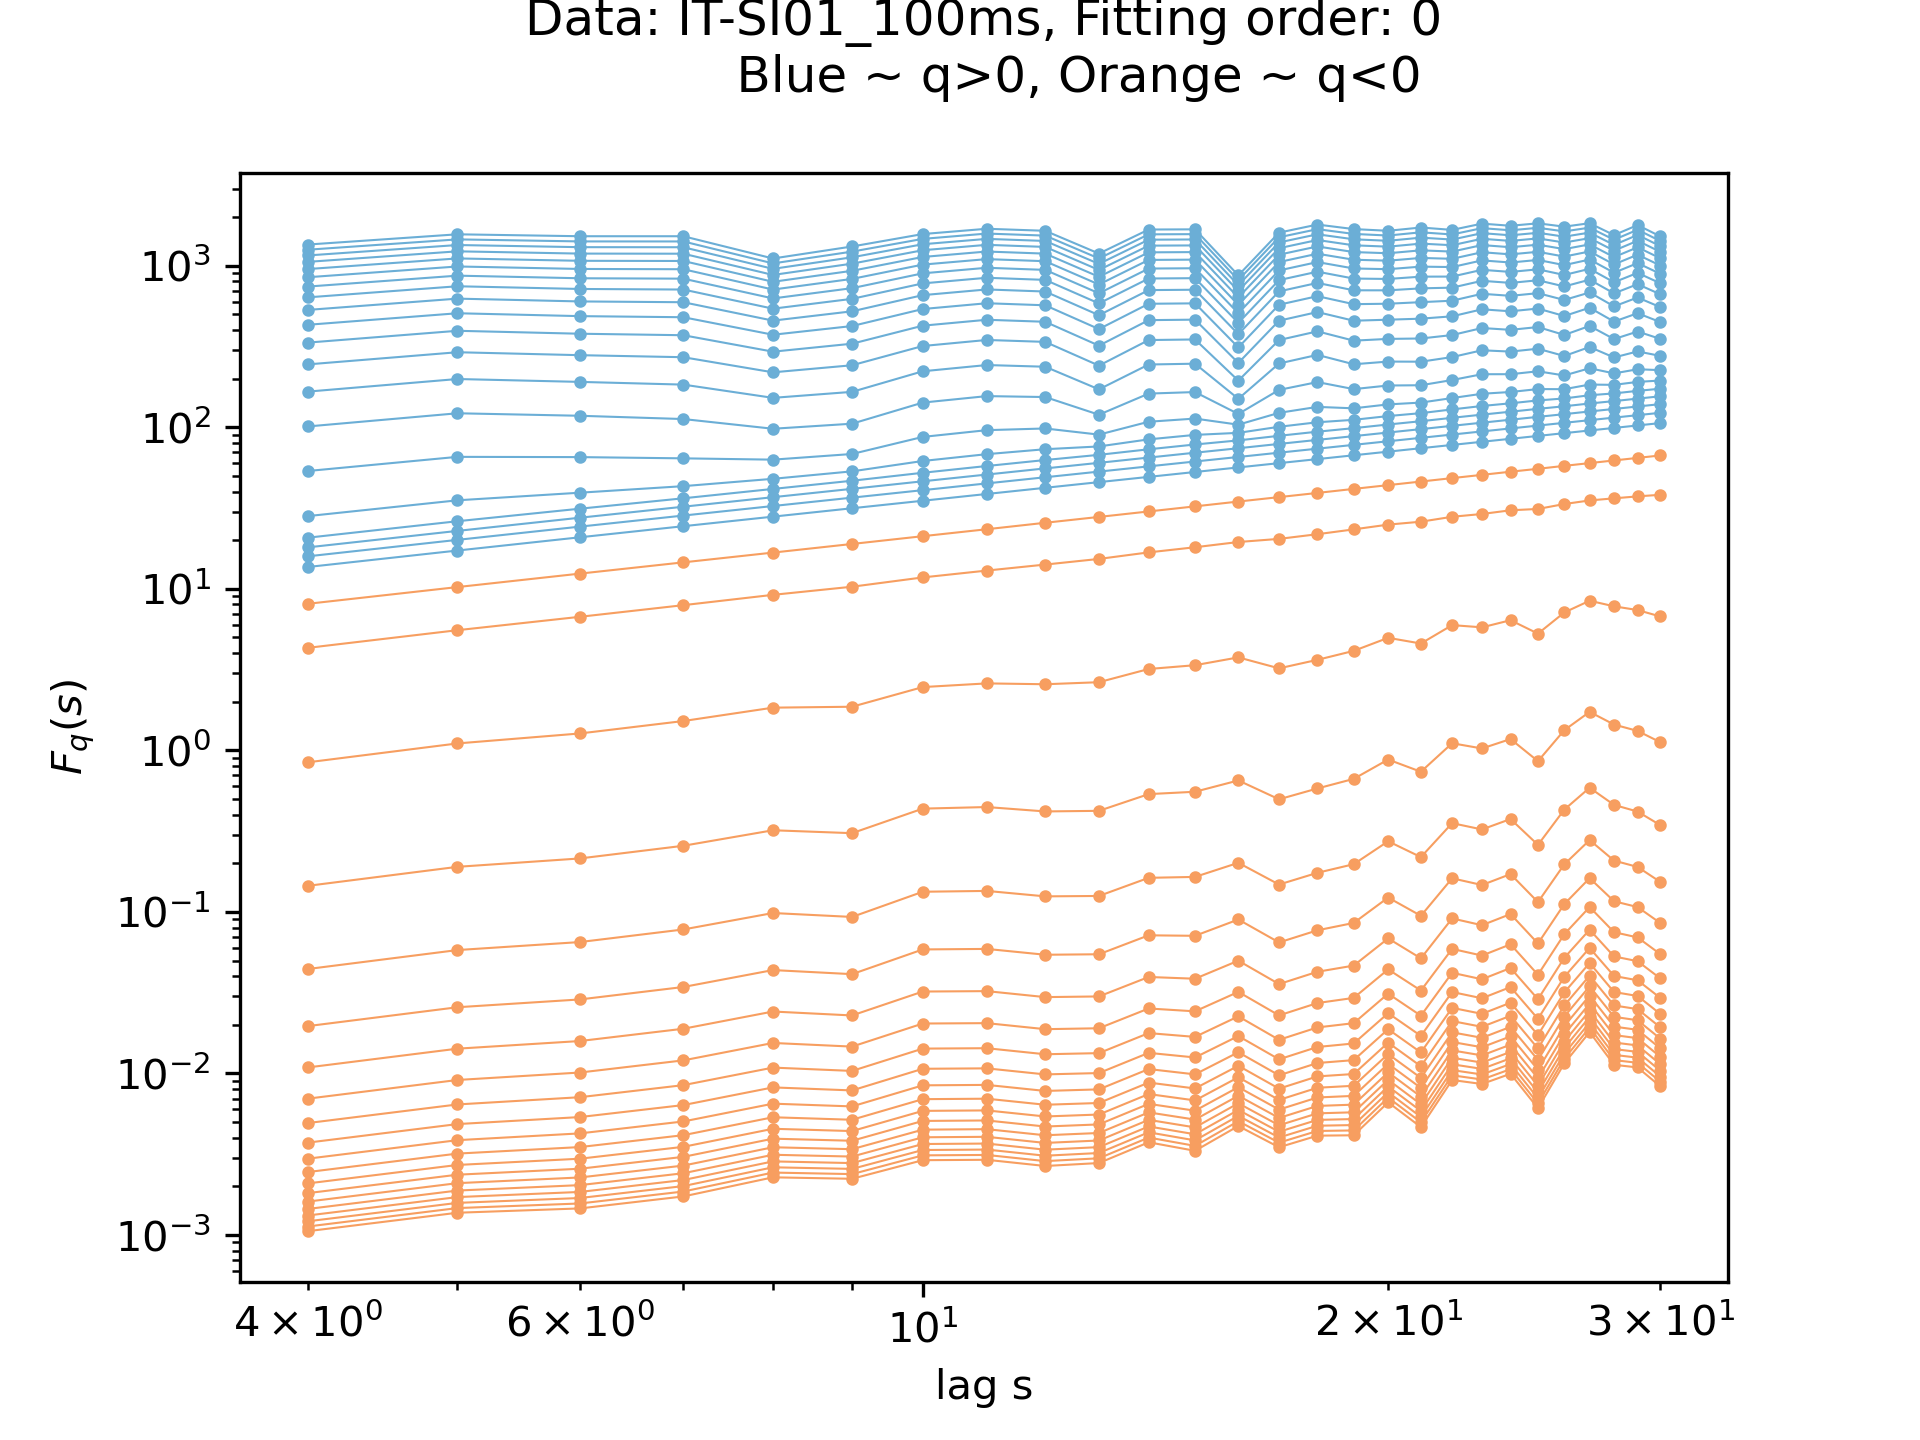 Data: IT-SI01_100ms, Fitting order: 0
Blue ~ q>0, Orange ~ q<0
10³
10²
10¹
10⁰
10⁻¹
10⁻²
10⁻³
F_q(s)
4 × 10⁰ 6 × 10⁰ 10¹ 2 × 10¹ 3 × 10¹
lag s